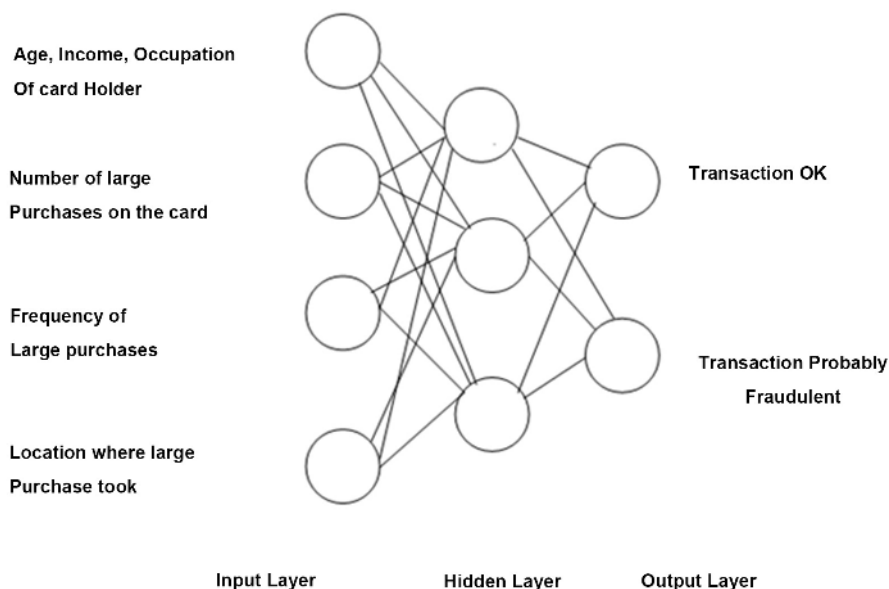 Age, Income, Occupation
Of card Holder
Number of large
Purchases on the card
Frequency of
Large purchases
Location where large
Purchase took
Transaction OK
Transaction Probably
Fraudulent
Input Layer
Hidden Layer
Output Layer